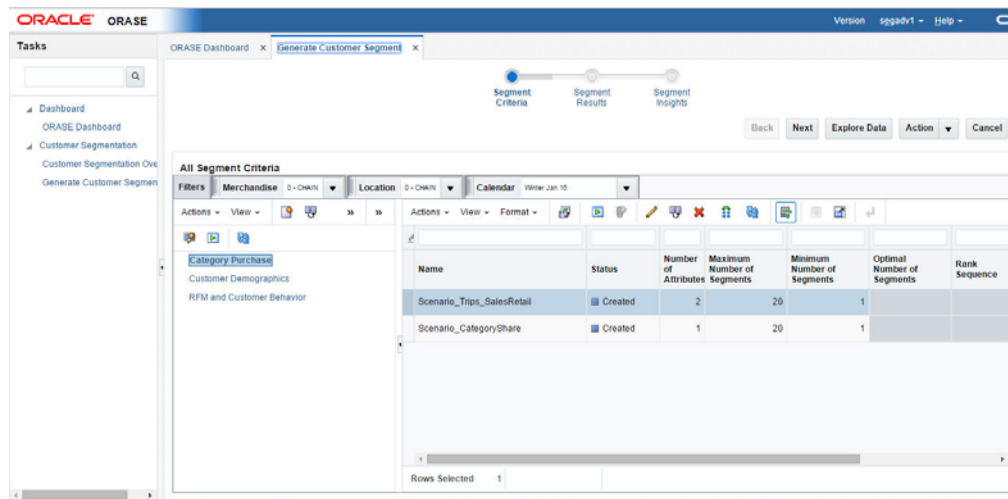 ORACLE ORASE
Version segadv1 Help
Tasks
ORASE Dashboard x Generate Customer Segment x
Segment Criteria
Segment Results
Segment Insights
Dashboard
ORASE Dashboard
Customer Segmentation
Customer Segmentation Ove
Generate Customer Segmen
Back Next Explore Data Action Cancel
All Segment Criteria
Filters Merchandise 0 - CHAIN Location 0 - CHAIN Calendar Winter Jan 16
Actions View » »
Category Purchase
Customer Demographics
RFM and Customer Behavior
Actions View Format
Name Status Number of Attributes Maximum Number of Segments Minimum Number of Segments Optimal Number of Segments Rank Sequence
Scenario_Trips_SalesRetail Created 2 20 1
Scenario_CategoryShare Created 1 20 1
Rows Selected 1